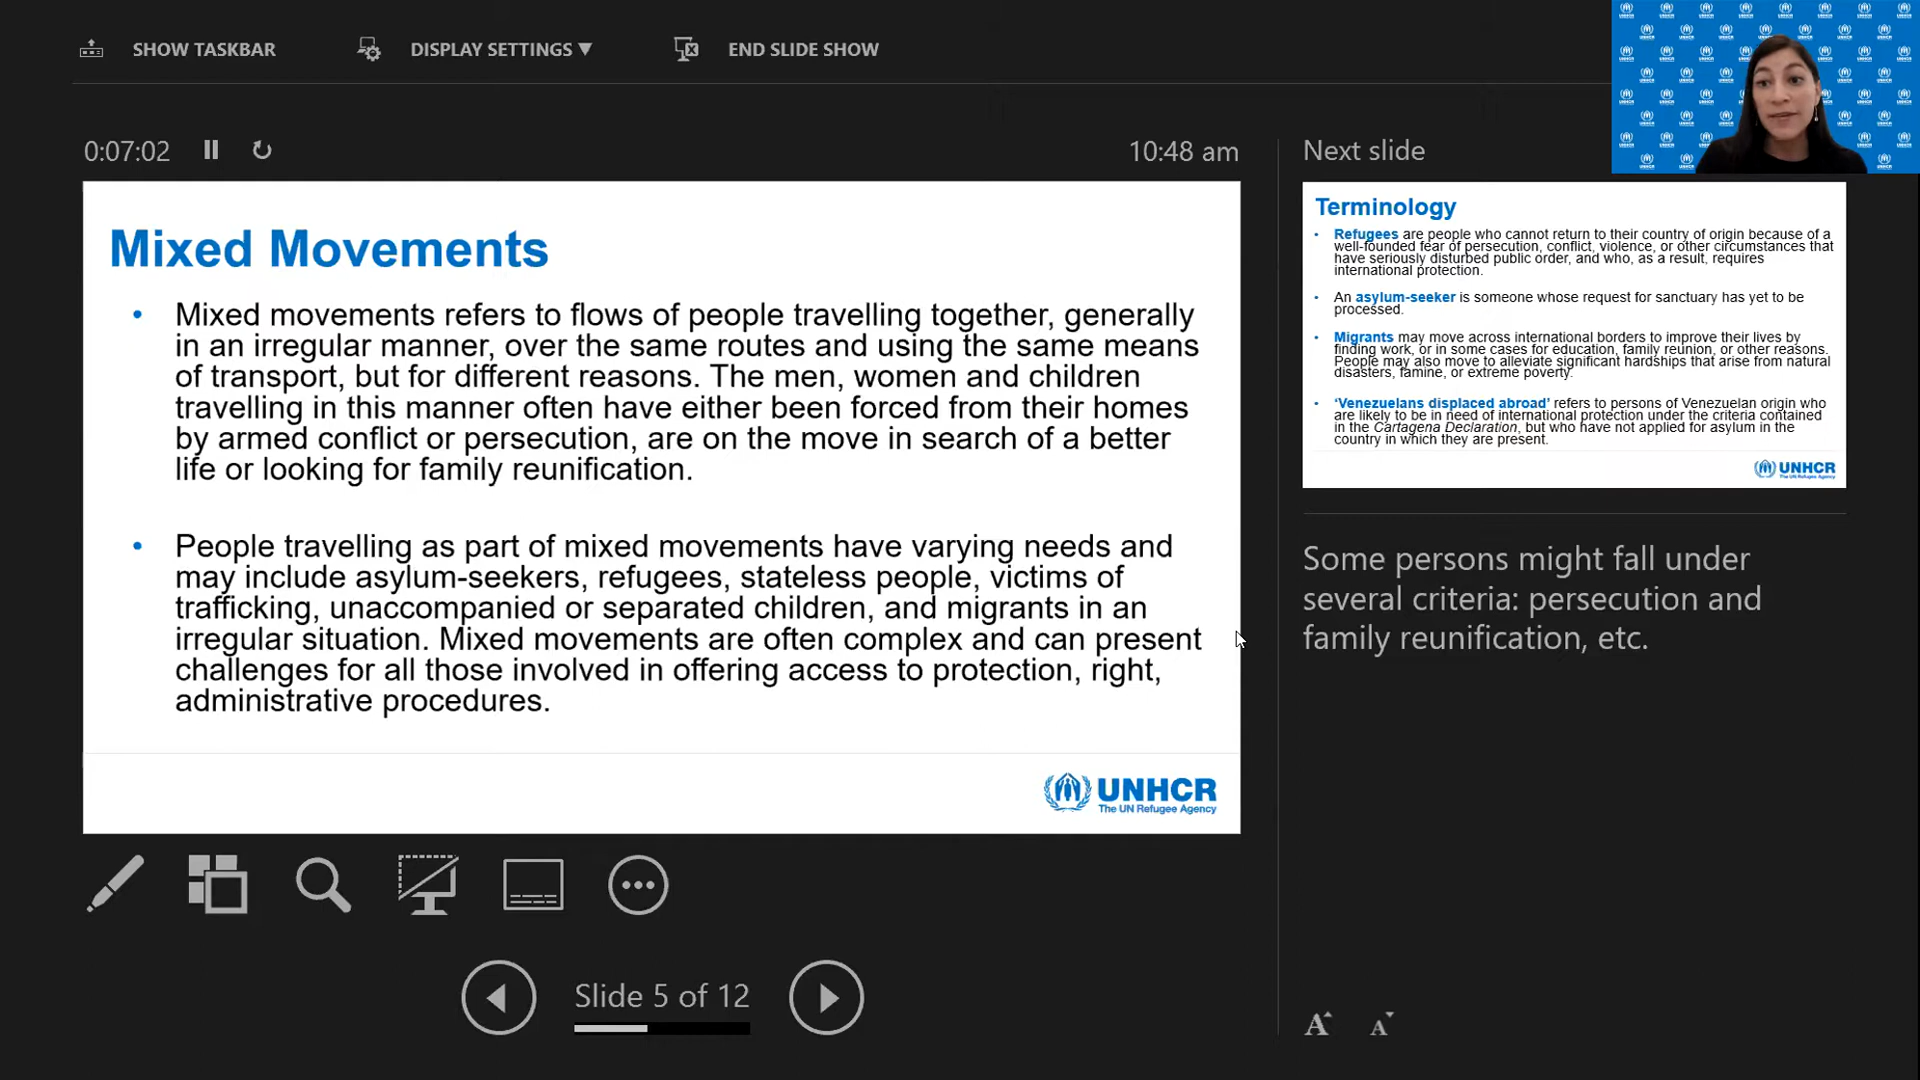 SHOW TASKBAR
DISPLAY SETTINGS ▼
END SLIDE SHOW
0:07:02
10:48 am
Mixed Movements
• Mixed movements refers to flows of people travelling together, generally
in an irregular manner, over the same routes and using the same means
of transport, but for different reasons. The men, women and children
travelling in this manner often have either been forced from their homes
by armed conflict or persecution, are on the move in search of a better
life or looking for family reunification.
• People travelling as part of mixed movements have varying needs and
may include asylum-seekers, refugees, stateless people, victims of
trafficking, unaccompanied or separated children, and migrants in an
irregular situation. Mixed movements are often complex and can present
challenges for all those involved in offering access to protection, right,
administrative procedures.
UNHCR
The UN Refugee Agency
Slide 5 of 12
Next slide
Terminology
• Refugees are people who cannot return to their country of origin because of a
well-founded fear of persecution, conflict, violence, or other circumstances that
have seriously disturbed public order, and who, as a result, requires
international protection.
• An asylum-seeker is someone whose request for sanctuary has yet to be
processed.
• Migrants may move across international borders to improve their lives by
finding work, or in some cases for education, family reunion, or other reasons.
People may also move to alleviate significant hardships that arise from natural
disasters, famine, or extreme poverty.
• ‘Venezuelans displaced abroad’ refers to persons of Venezuelan origin who
are likely to be in need of international protection under the criteria contained
in the Cartagena Declaration, but who have not applied for asylum in the
country in which they are present.
UNHCR
The UN Refugee Agency
Some persons might fall under
several criteria: persecution and
family reunification, etc.
A A